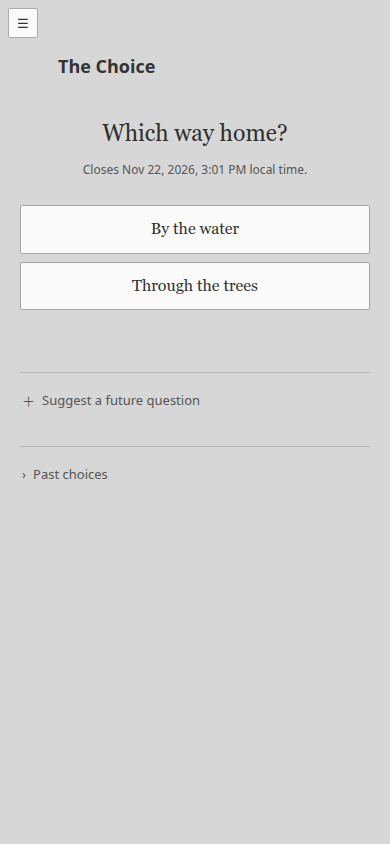 ☰
The Choice
Which way home?
Closes Nov 22, 2026, 3:01 PM local time.
By the water
Through the trees
+ Suggest a future question
› Past choices